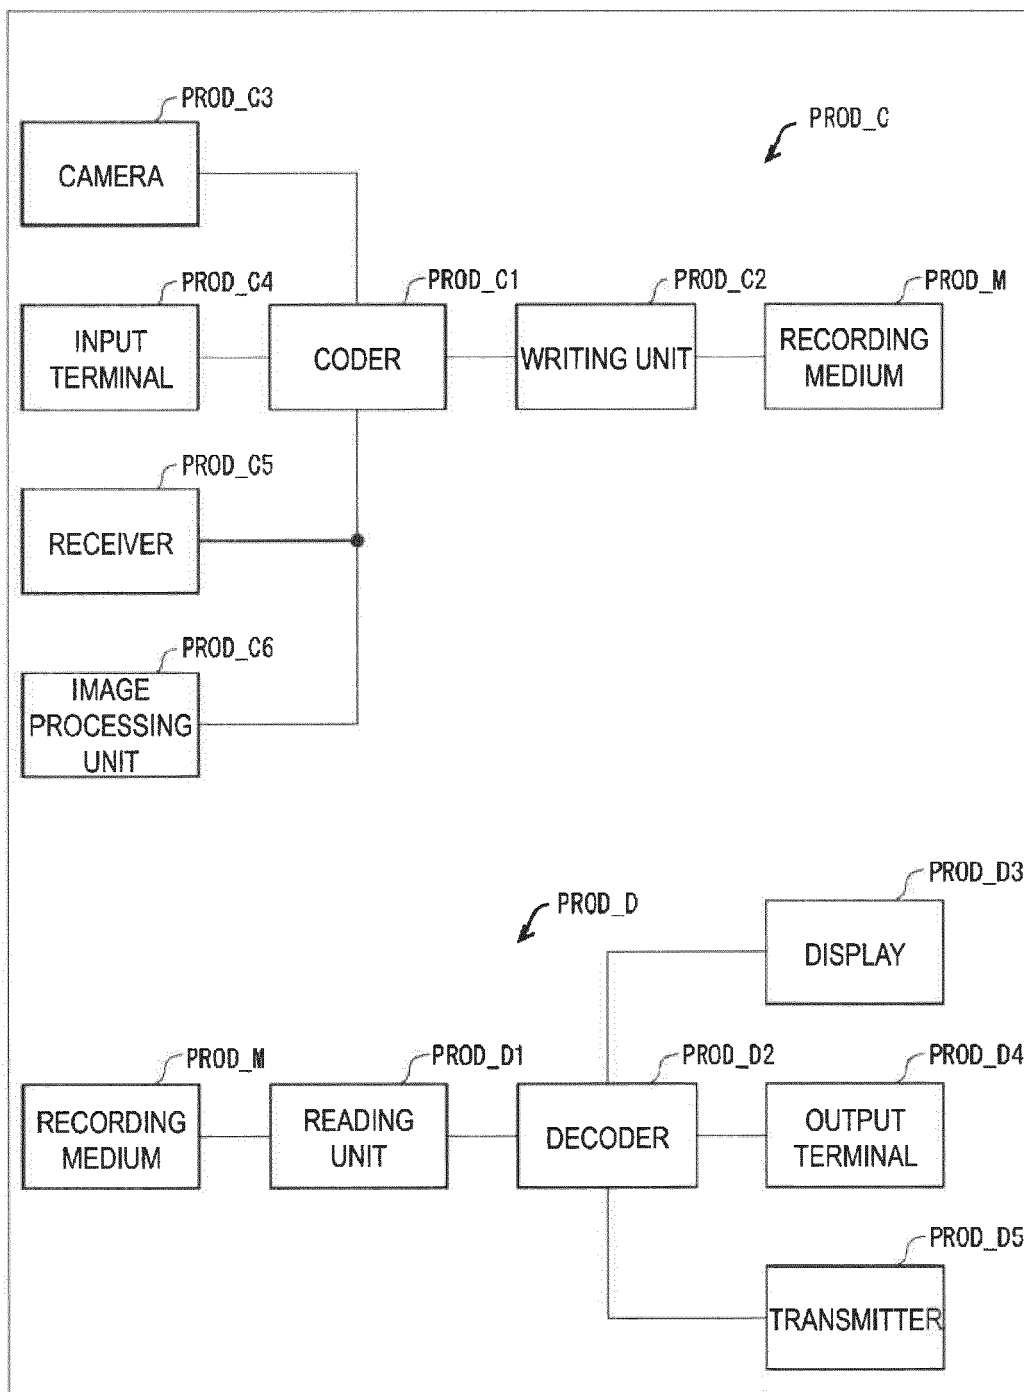 PROD_C3
CAMERA
PROD_C
PROD_C4
INPUT
TERMINAL
PROD_C1
CODER
PROD_C2
WRITING UNIT
PROD_M
RECORDING
MEDIUM
PROD_C5
RECEIVER
PROD_C6
IMAGE
PROCESSING
UNIT
PROD_D
PROD_D3
DISPLAY
PROD_M
RECORDING
MEDIUM
PROD_D1
READING
UNIT
PROD_D2
DECODER
PROD_D4
OUTPUT
TERMINAL
PROD_D5
TRANSMITTER